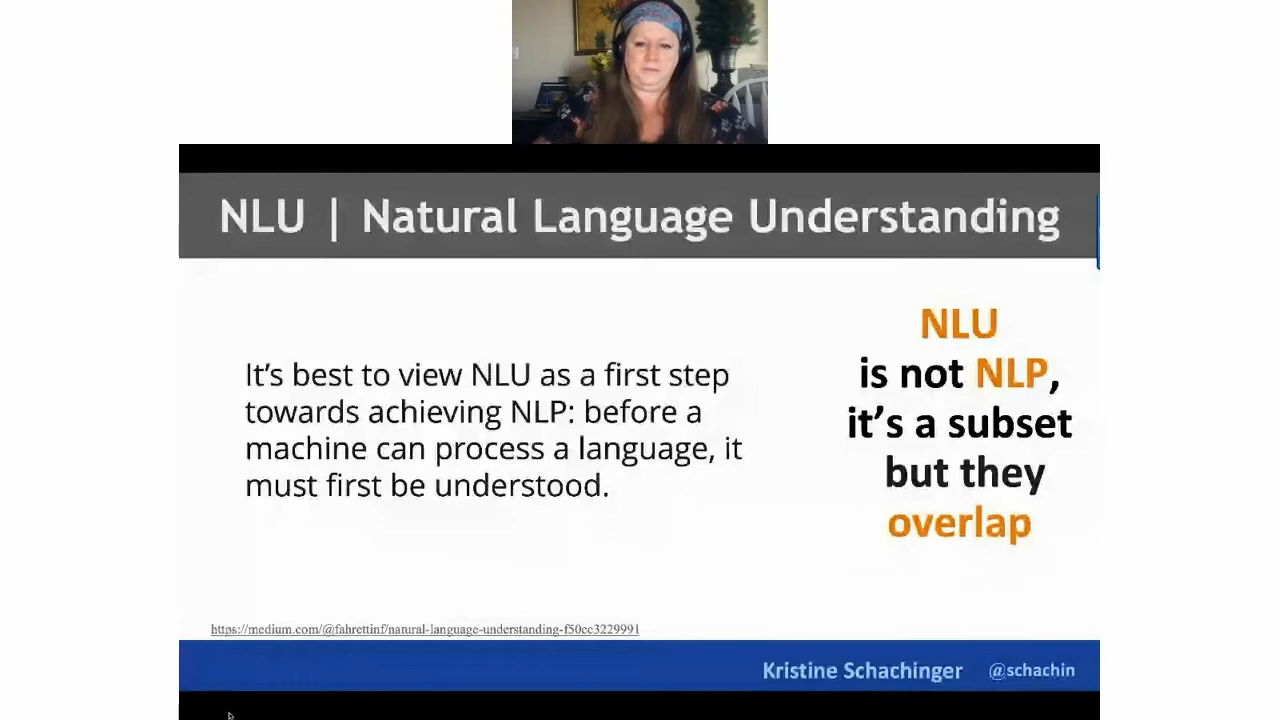 NLU | Natural Language Understanding
It's best to view NLU as a first step
towards achieving NLP: before a
machine can process a language, it
must first be understood.
NLU
is not NLP,
it's a subset
but they
overlap
https://medium.com/@fahrettinf/natural-language-understanding-f50cc3229991
Kristine Schachinger @schachin